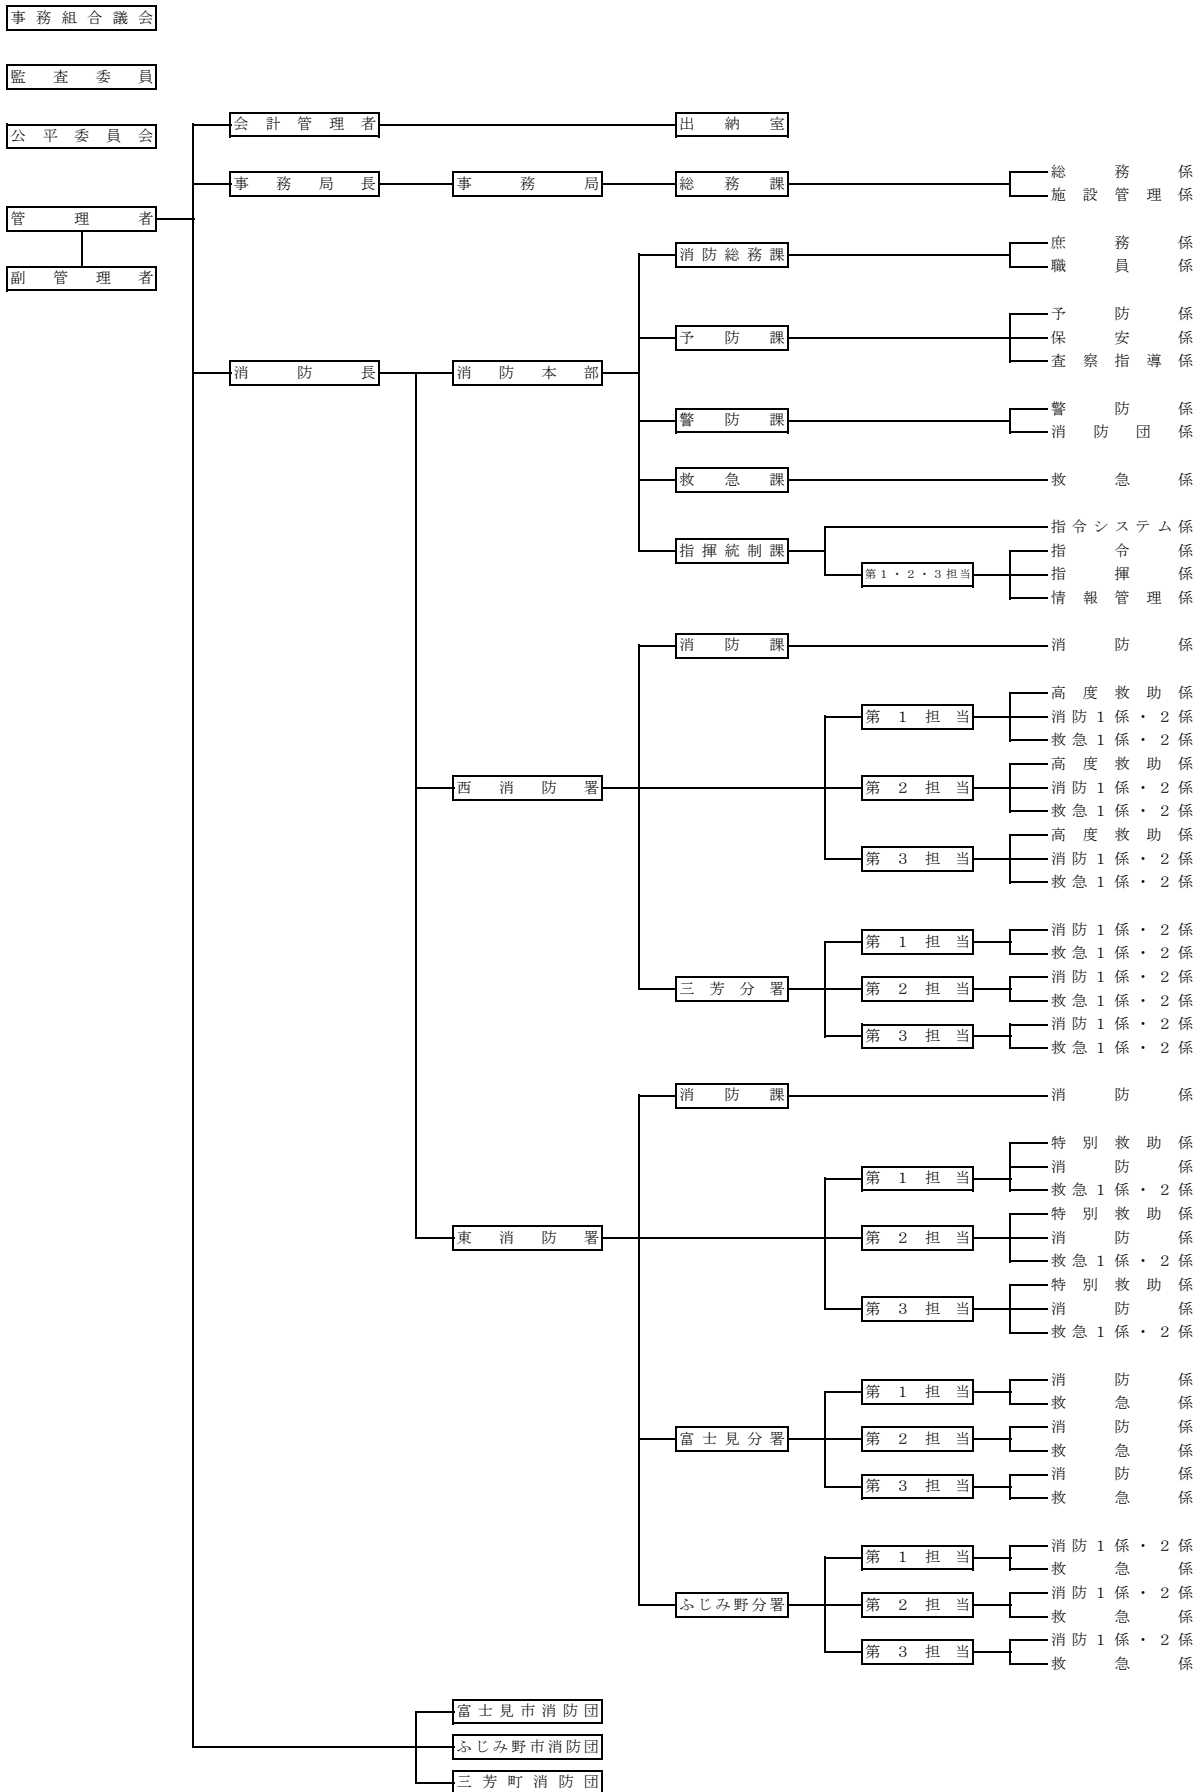 事務組合議会
監査委員
公平委員会
会計管理者 出納室
事務局長 事務局 総務課 総務係
施設管理係
管理者
副管理者
消防総務課 庶務係
職員係
予防課 予防係
保安係
査察指導係
消防長 消防本部
警防課 警防係
消防団係
救急課 救急係
指揮統制課 指令システム係
第1・2・3担当 指令係
指揮係
情報管理係
消防課 消防係
第1担当 高度救助係
消防1係・2係
救急1係・2係
西消防署 第2担当 高度救助係
消防1係・2係
救急1係・2係
第3担当 高度救助係
消防1係・2係
救急1係・2係
第1担当 消防1係・2係
救急1係・2係
三芳分署 第2担当 消防1係・2係
救急1係・2係
第3担当 消防1係・2係
救急1係・2係
消防課 消防係
第1担当 特別救助係
消防係
救急1係・2係
東消防署 第2担当 特別救助係
消防係
救急1係・2係
第3担当 特別救助係
消防係
救急1係・2係
第1担当 消防係
救急係
富士見分署 第2担当 消防係
救急係
第3担当 消防係
救急係
第1担当 消防1係・2係
救急係
ふじみ野分署 第2担当 消防1係・2係
救急係
第3担当 消防1係・2係
救急係
富士見市消防団
ふじみ野市消防団
三芳町消防団